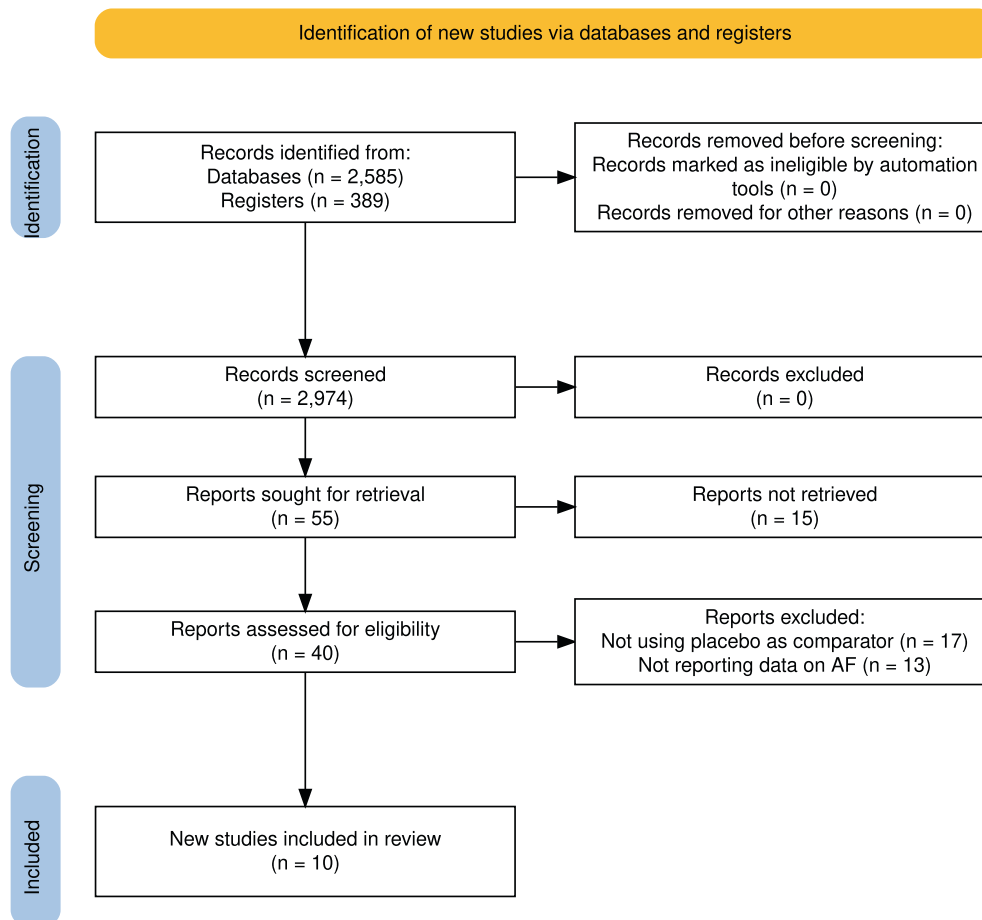 Identification of new studies via databases and registers
Identification
Records identified from:
Databases (n = 2,585)
Registers (n = 389)
Records removed before screening:
Records marked as ineligible by automation
tools (n = 0)
Records removed for other reasons (n = 0)
Screening
Records screened
(n = 2,974)
Records excluded
(n = 0)
Reports sought for retrieval
(n = 55)
Reports not retrieved
(n = 15)
Reports assessed for eligibility
(n = 40)
Reports excluded:
Not using placebo as comparator (n = 17)
Not reporting data on AF (n = 13)
Included
New studies included in review
(n = 10)